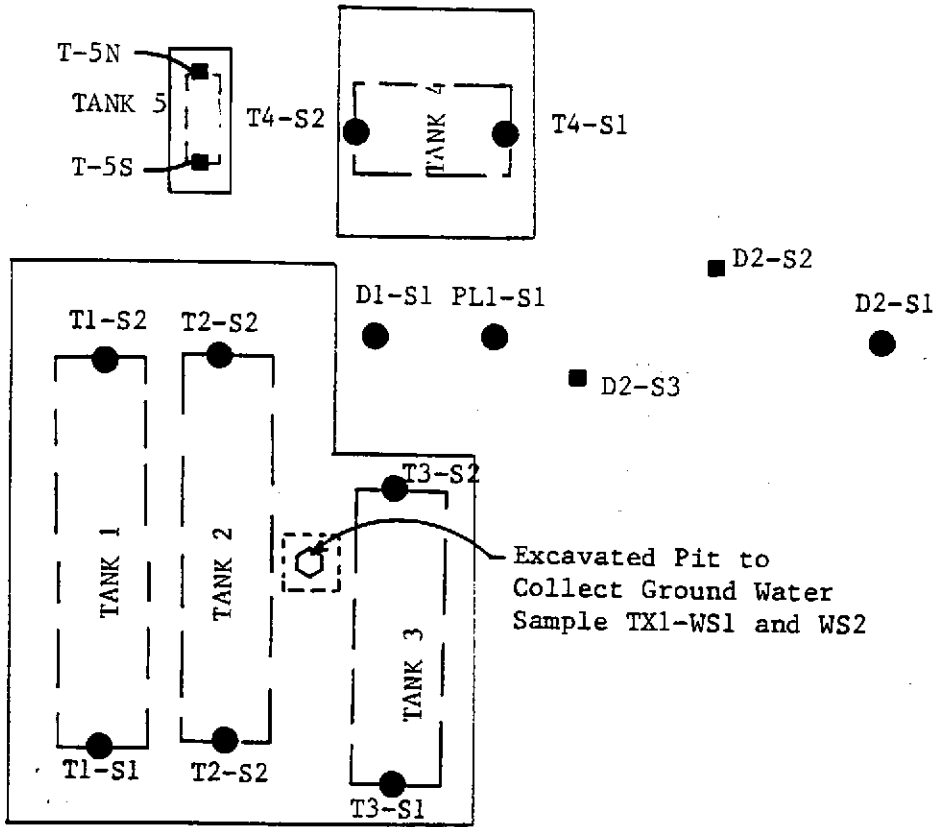 T-5N
TANK 5
T-5S
T4-S2
TANK 4
T4-S1
D2-S2
D1-S1
PL1-S1
D2-S1
D2-S3
T1-S2
T2-S2
T3-S2
TANK 1
TANK 2
TANK 3
Excavated Pit to
Collect Ground Water
Sample TX1-WS1 and WS2
T1-S1
T2-S2
T3-S1